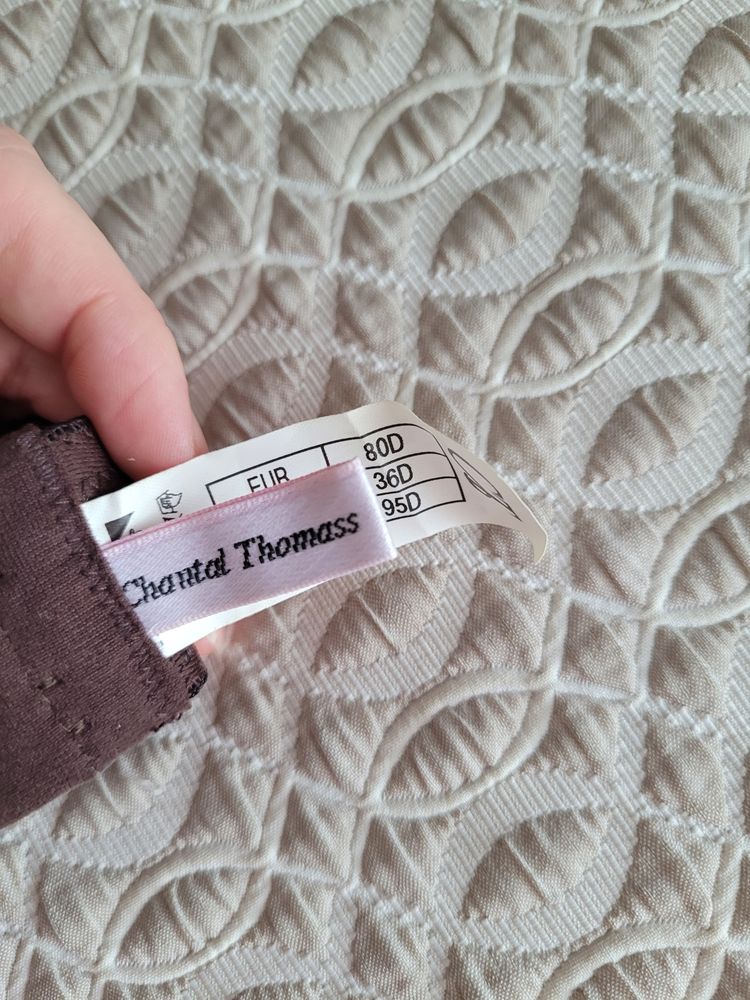 EUR 80D
36D
95D
Chantal Thomass